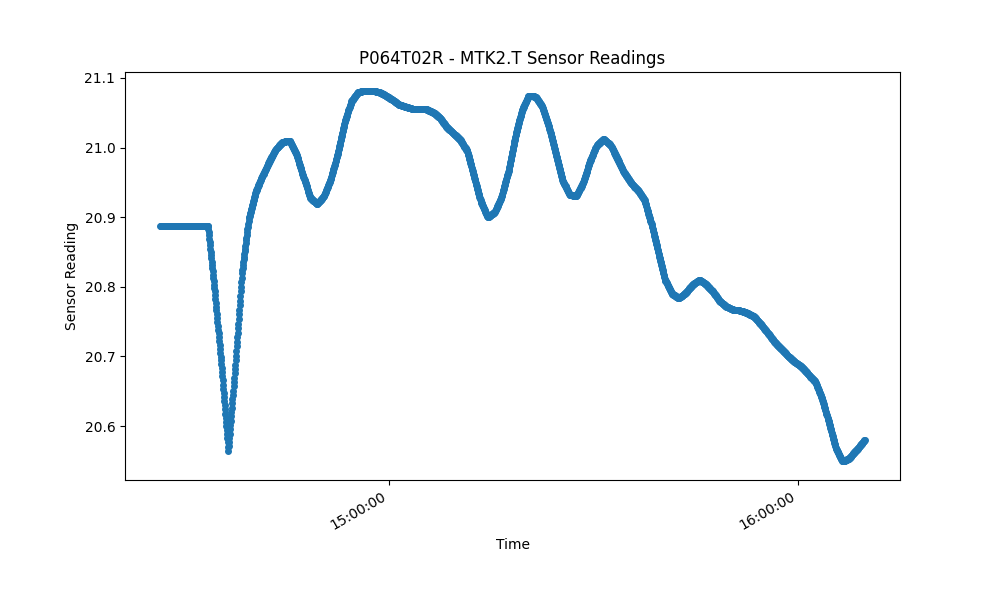 P064T02R - MTK2.T Sensor Readings
21.1
21.0
20.9
20.8
20.7
20.6
Sensor Reading
15:00:00
16:00:00
Time